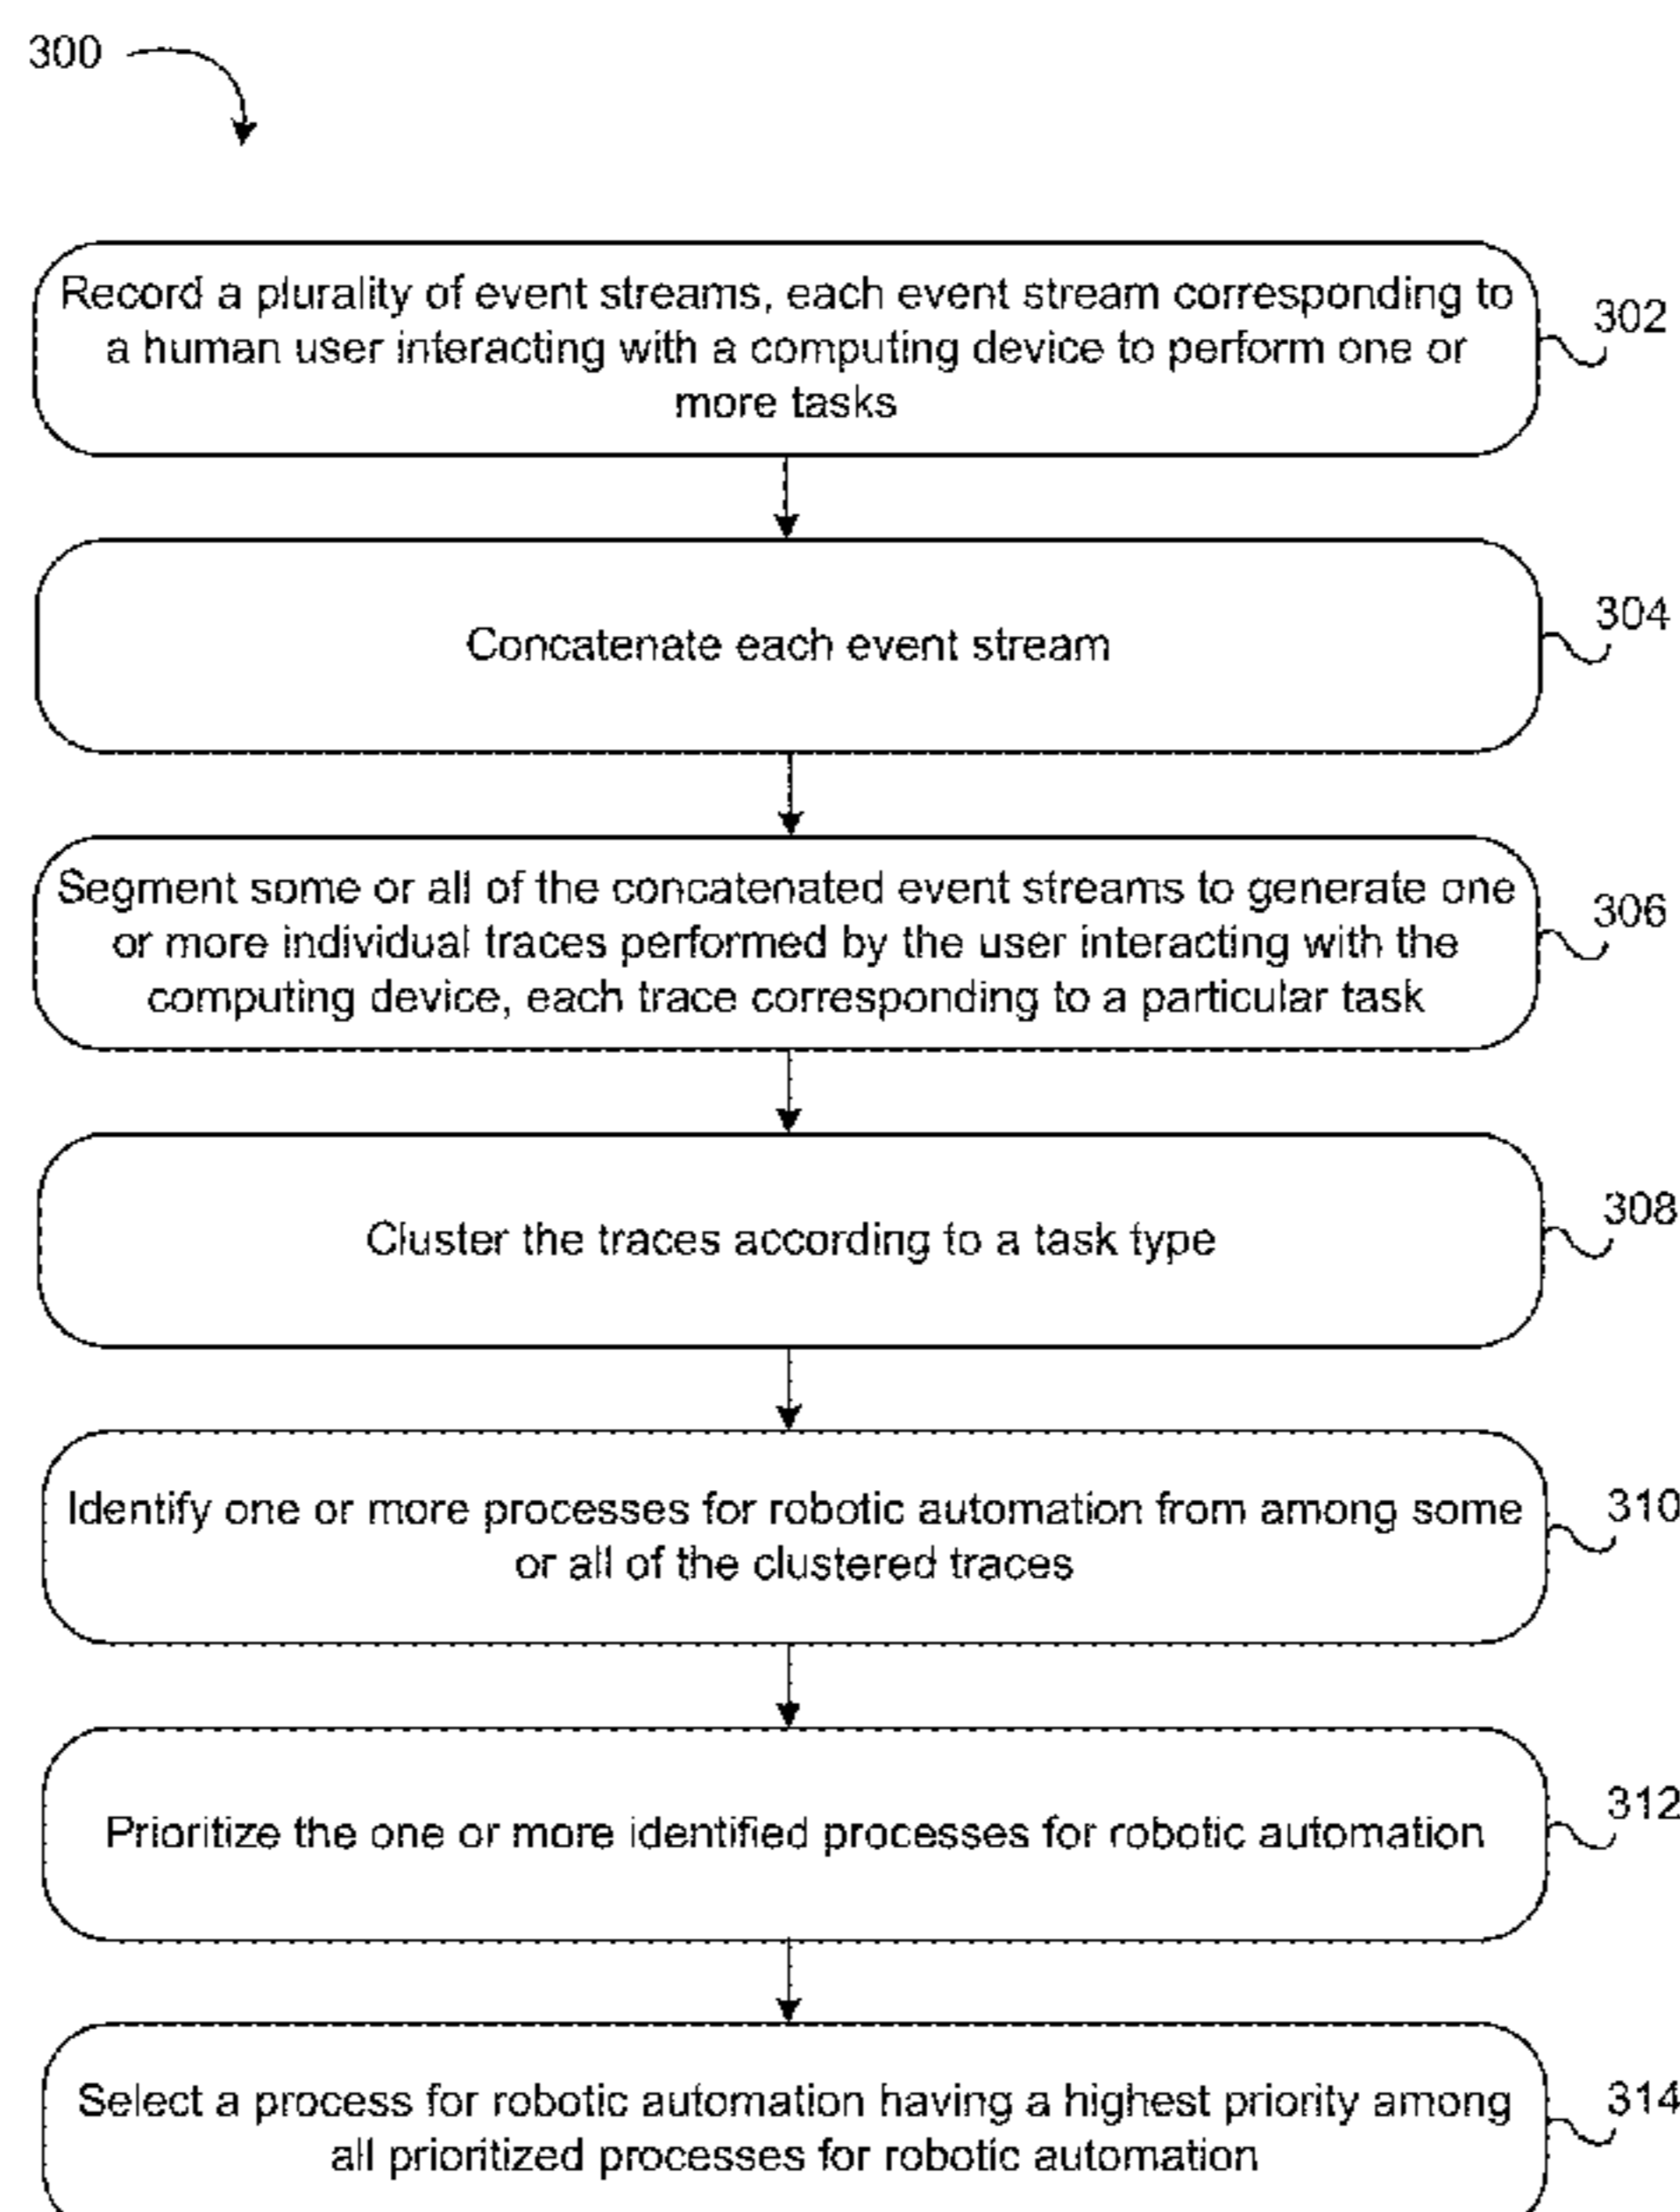 300
Record a plurality of event streams, each event stream corresponding to
a human user interacting with a computing device to perform one or
more tasks
302
Concatenate each event stream
304
Segment some or all of the concatenated event streams to generate one
or more individual traces performed by the user interacting with the
computing device, each trace corresponding to a particular task
306
Cluster the traces according to a task type
308
Identify one or more processes for robotic automation from among some
or all of the clustered traces
310
Prioritize the one or more identified processes for robotic automation
312
Select a process for robotic automation having a highest priority among
all prioritized processes for robotic automation
314